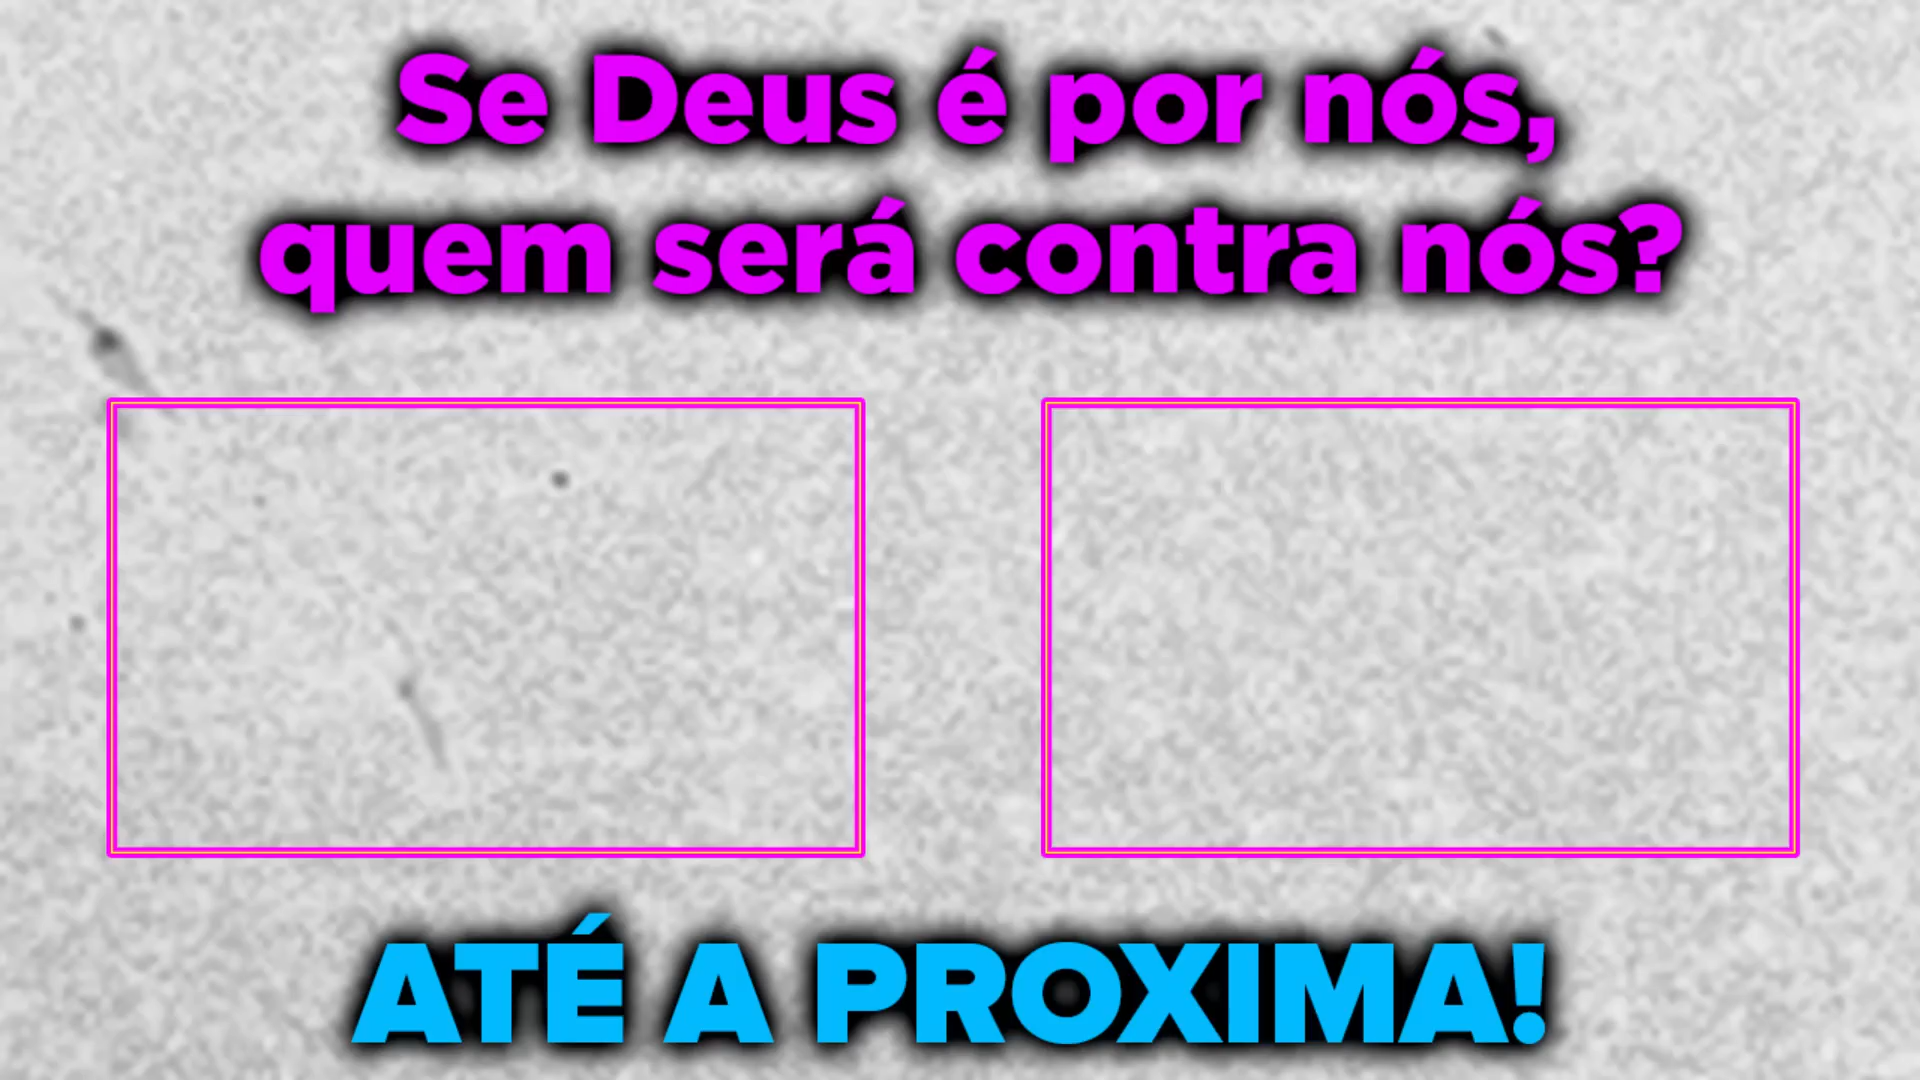 Se Deus é por nós,
quem será contra nós?
ATÉ A PROXIMA!